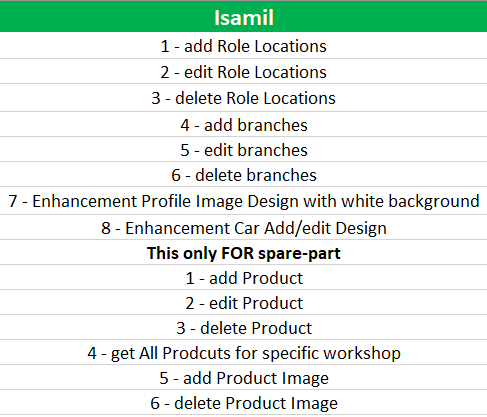 Isamil
1 - add Role Locations
2 - edit Role Locations
3 - delete Role Locations
4 - add branches
5 - edit branches
6 - delete branches
7 - Enhancement Profile Image Design with white background
8 - Enhancement Car Add/edit Design
This only FOR spare-part
1 - add Product
2 - edit Product
3 - delete Product
4 - get All Prodcuts for specific workshop
5 - add Product Image
6 - delete Product Image